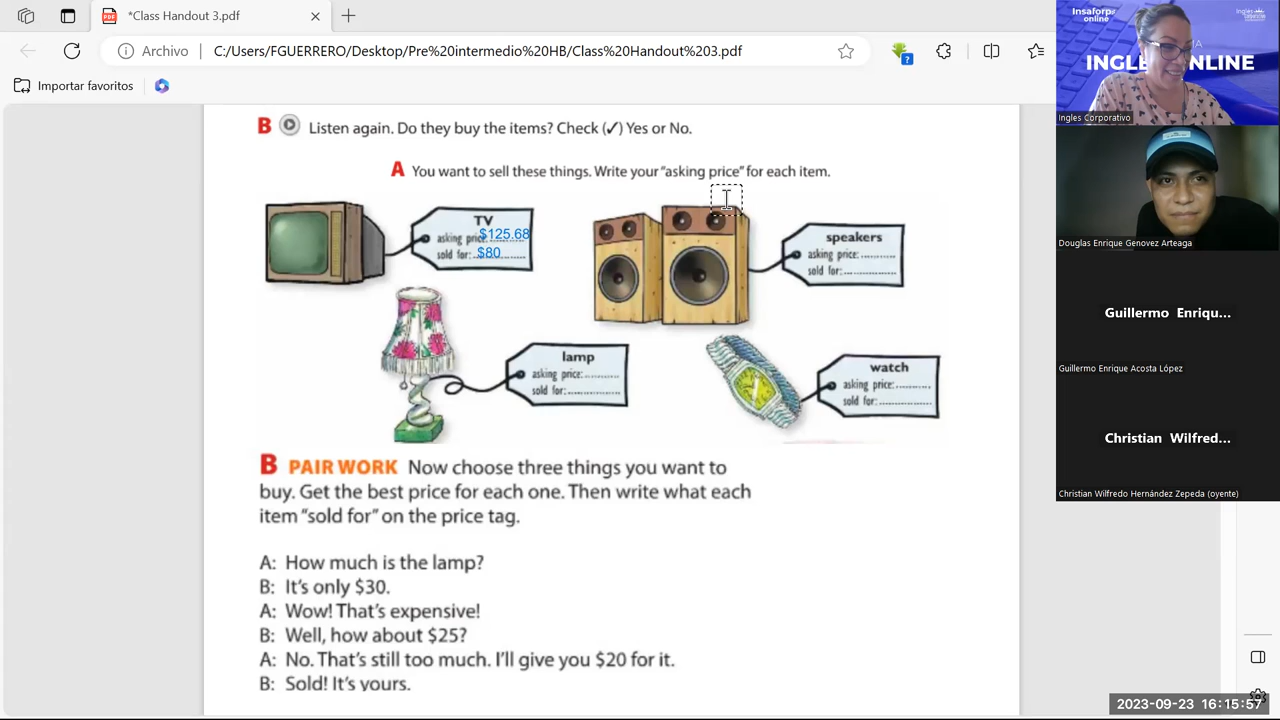 *Class Handout 3.pdf
Archivo
C:/Users/FGUERRERO/Desktop/Pre%20intermedio%20HB/Class%20Handout%203.pdf
Importar favoritos
B Listen again. Do they buy the items? Check (✓) Yes or No.
A You want to sell these things. Write your “asking price” for each item.
TV
asking price: $125.68
sold for: $80
speakers
asking price:
sold for:
lamp
asking price:
sold for:
watch
asking price:
sold for:
B PAIR WORK Now choose three things you want to
buy. Get the best price for each one. Then write what each
item “sold for” on the price tag.
A: How much is the lamp?
B: It's only $30.
A: Wow! That's expensive!
B: Well, how about $25?
A: No. That's still too much. I'll give you $20 for it.
B: Sold! It's yours.
Insaforp
online
Ingles Corporativo
Douglas Enrique Genovez Arteaga
Guillermo Enriqu...
Guillermo Enrique Acosta López
Christian Wilfred...
Christian Wilfredo Hernández Zepeda (oyente)
2023-09-23 16:15:57